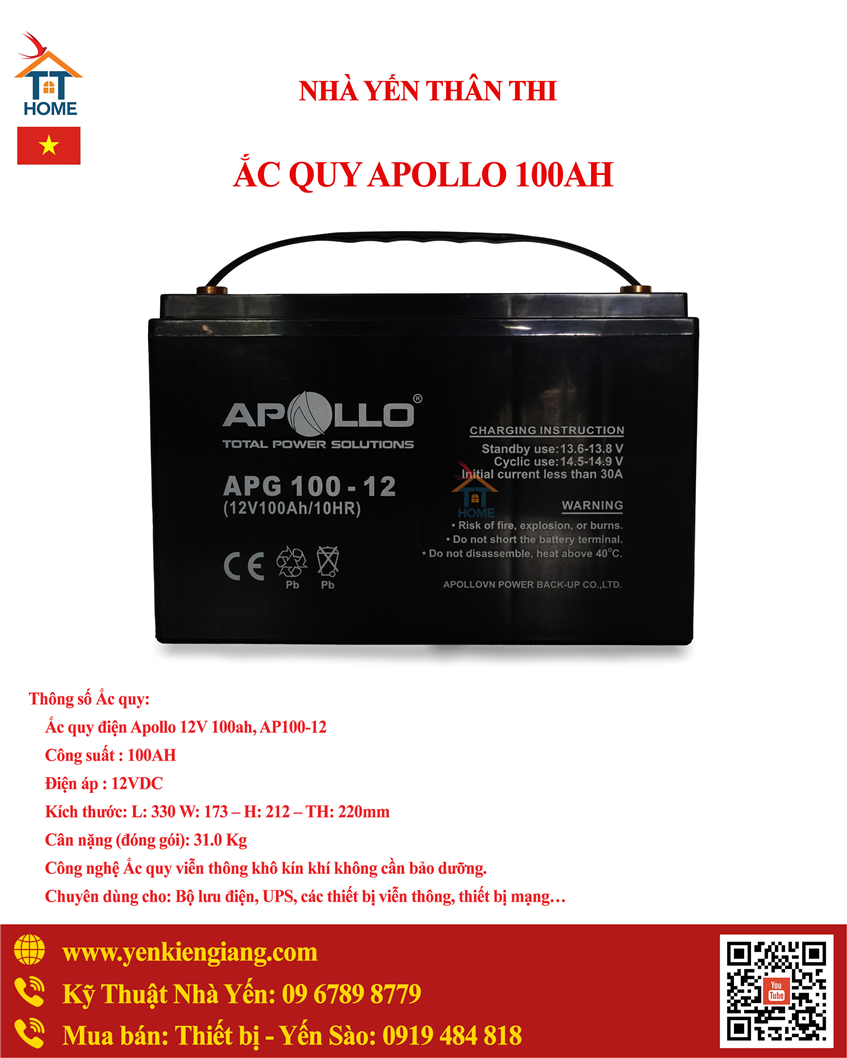 TT
HOME
NHÀ YẾN THÂN THI
ẮC QUY APOLLO 100AH
APOLLO®
TOTAL POWER SOLUTIONS
APG 100 - 12
(12V100Ah/10HR)
CE
Pb Pb
CHARGING INSTRUCTION
Standby use:13.6-13.8 V
Cyclic use:14.5-14.9 V
Initial current less than 30A
TT
HOME
WARNING
• Risk of fire, explosion, or burns.
• Do not short the battery terminal.
• Do not disassemble, heat above 40°C.
APOLLOVN POWER BACK-UP CO.,LTD.
Thông số Ắc quy:
Ắc quy điện Apollo 12V 100ah, AP100-12
Công suất : 100AH
Điện áp : 12VDC
Kích thước: L: 330 W: 173 – H: 212 – TH: 220mm
Cân nặng (đóng gói): 31.0 Kg
Công nghệ Ắc quy viễn thông khô kín khí không cần bảo dưỡng.
Chuyên dùng cho: Bộ lưu điện, UPS, các thiết bị viễn thông, thiết bị mạng…
www.yenkiengiang.com
Kỹ Thuật Nhà Yến: 09 6789 8779
Mua bán: Thiết bị - Yến Sào: 0919 484 818
You
Tube